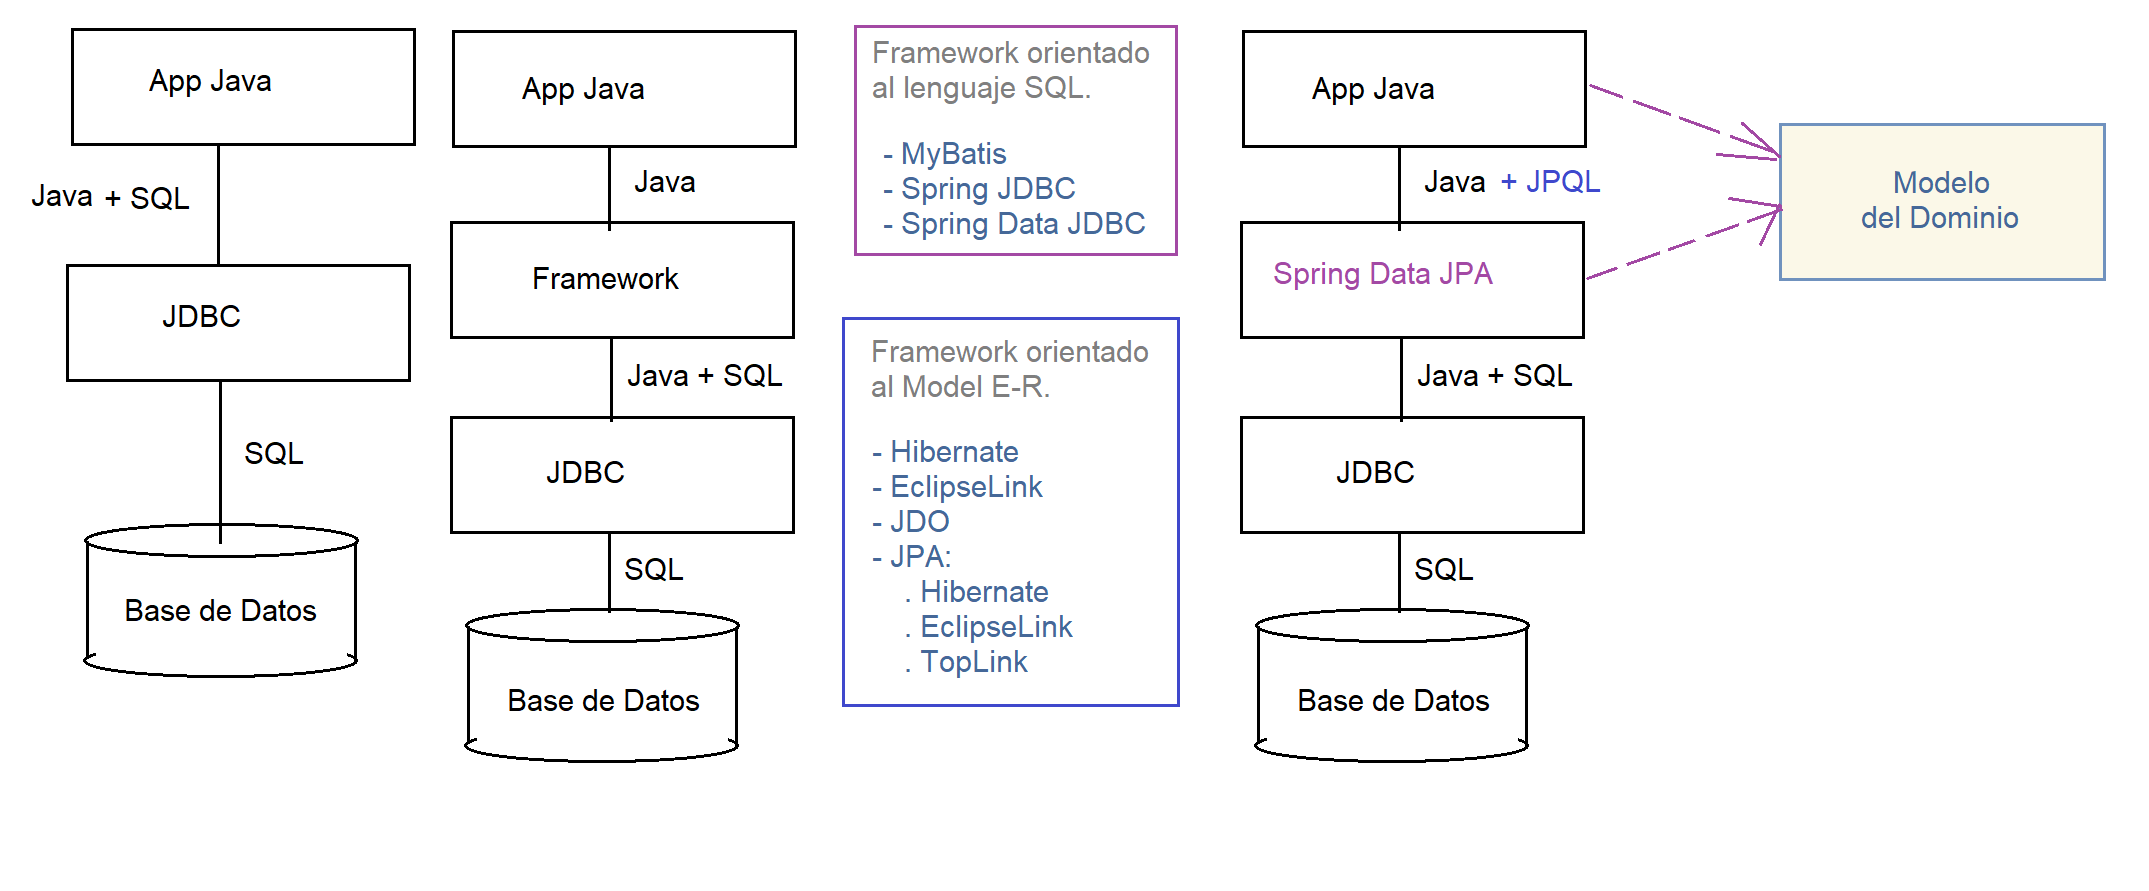 App Java
Java + SQL
JDBC
SQL
Base de Datos
App Java
Java
Framework
Java + SQL
JDBC
SQL
Base de Datos
Framework orientado
al lenguaje SQL.
- MyBatis
- Spring JDBC
- Spring Data JDBC
Framework orientado
al Model E-R.
- Hibernate
- EclipseLink
- JDO
- JPA:
. Hibernate
. EclipseLink
. TopLink
App Java
Java + JPQL
Spring Data JPA
Java + SQL
JDBC
SQL
Base de Datos
Modelo
del Dominio